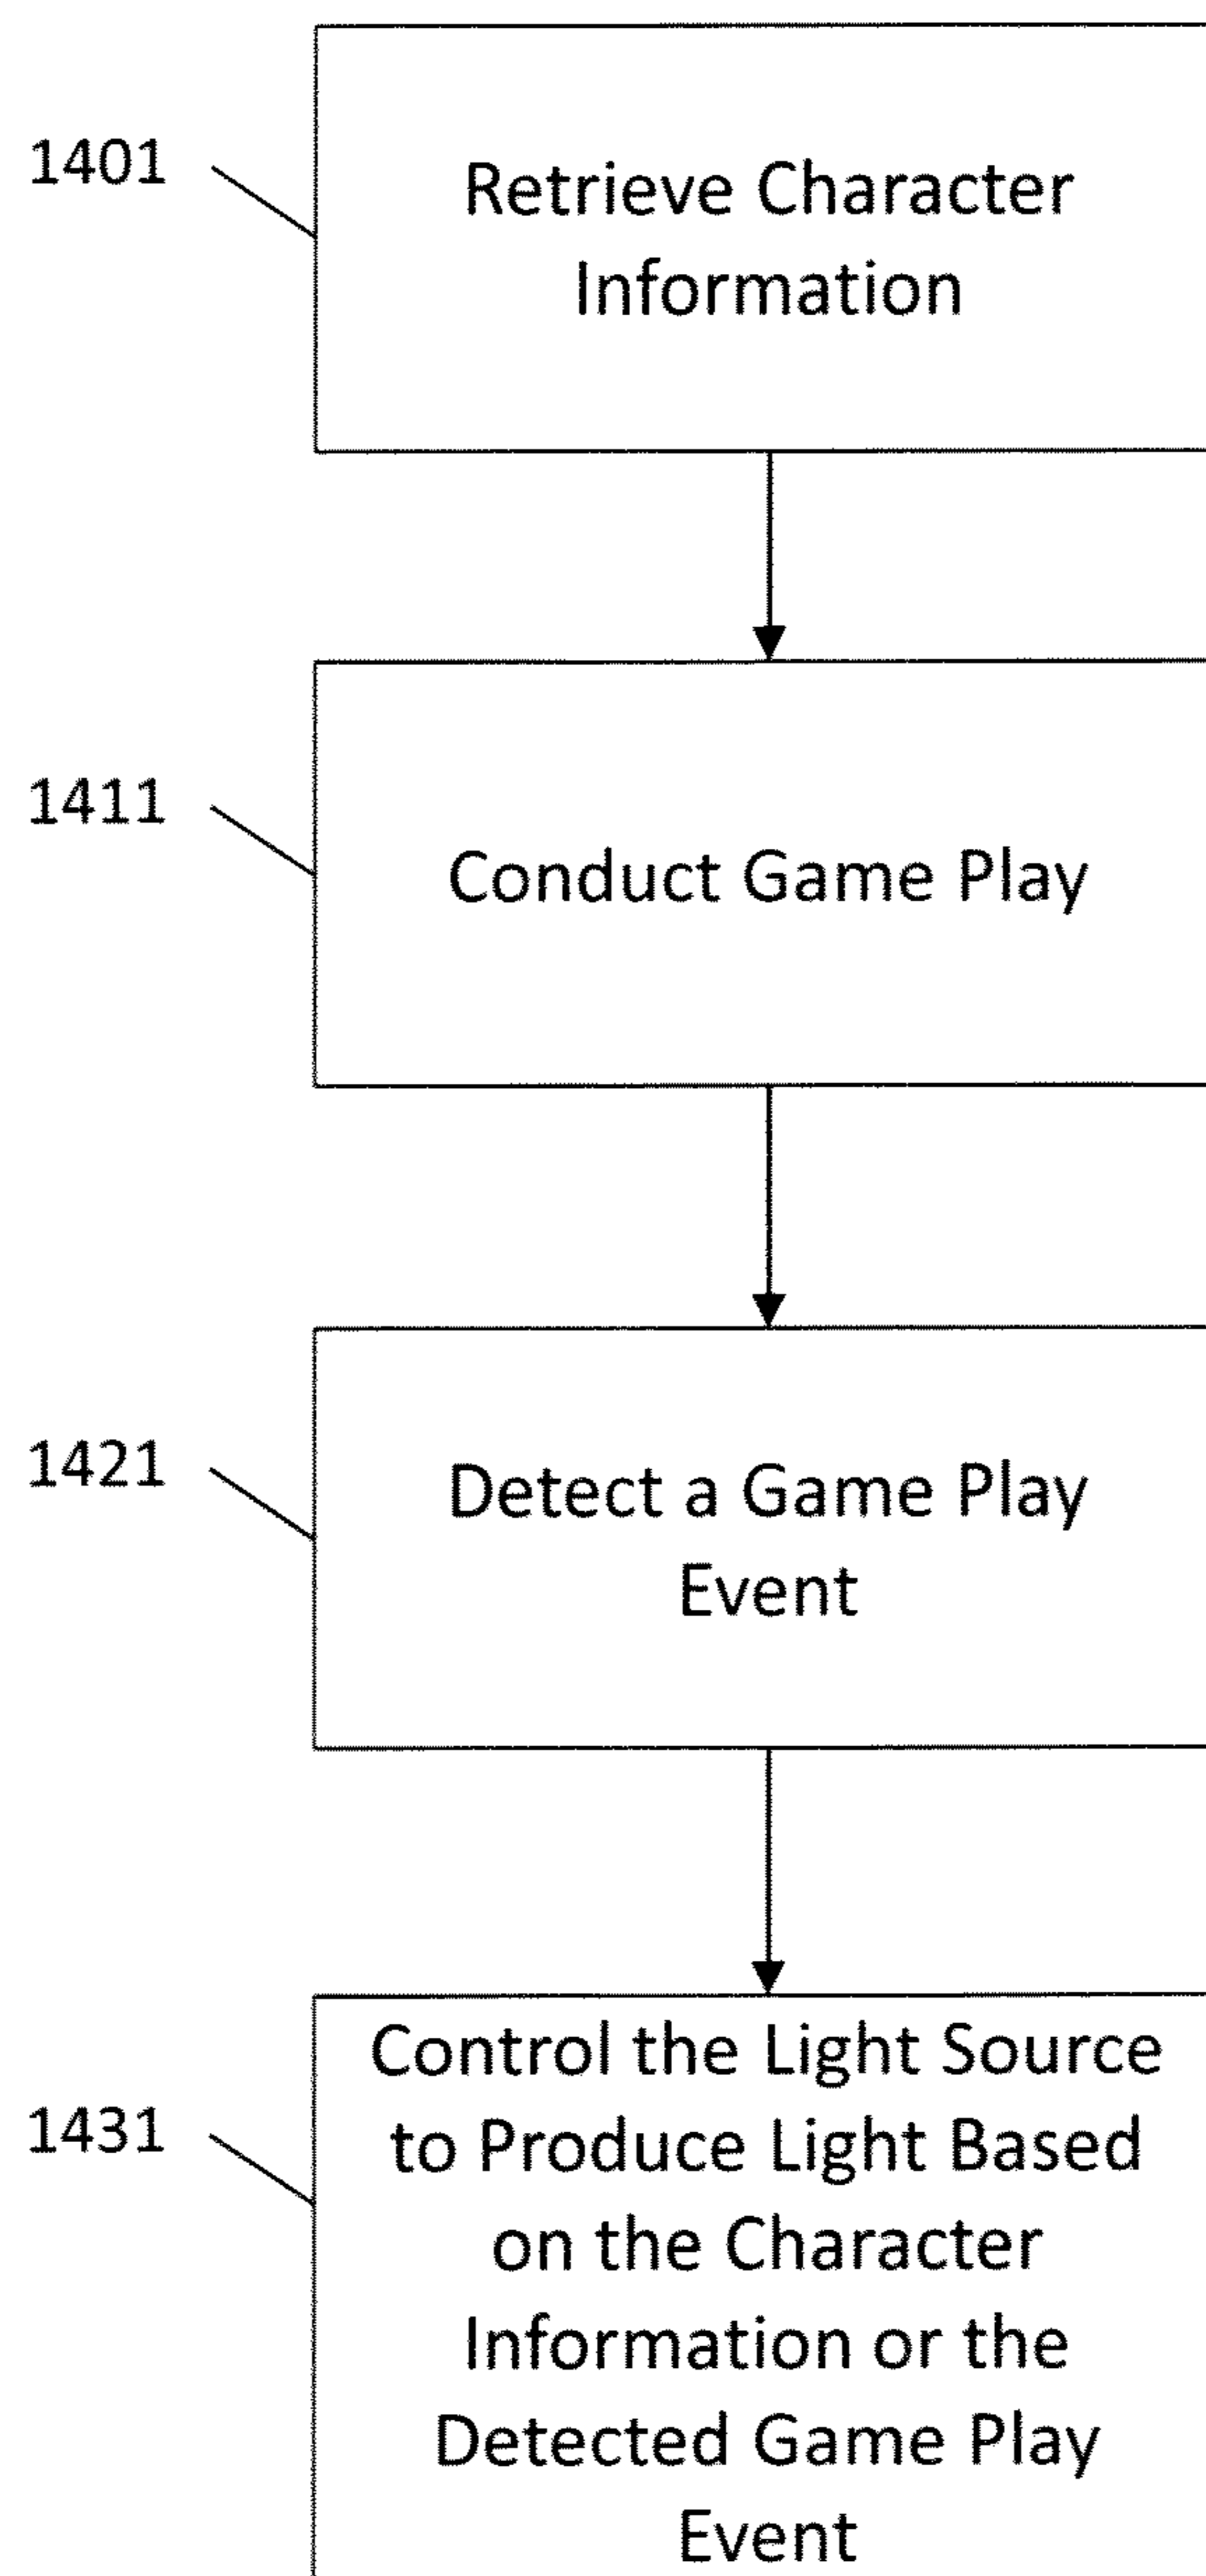 1401
Retrieve Character
Information
1411
Conduct Game Play
1421
Detect a Game Play
Event
1431
Control the Light Source
to Produce Light Based
on the Character
Information or the
Detected Game Play
Event